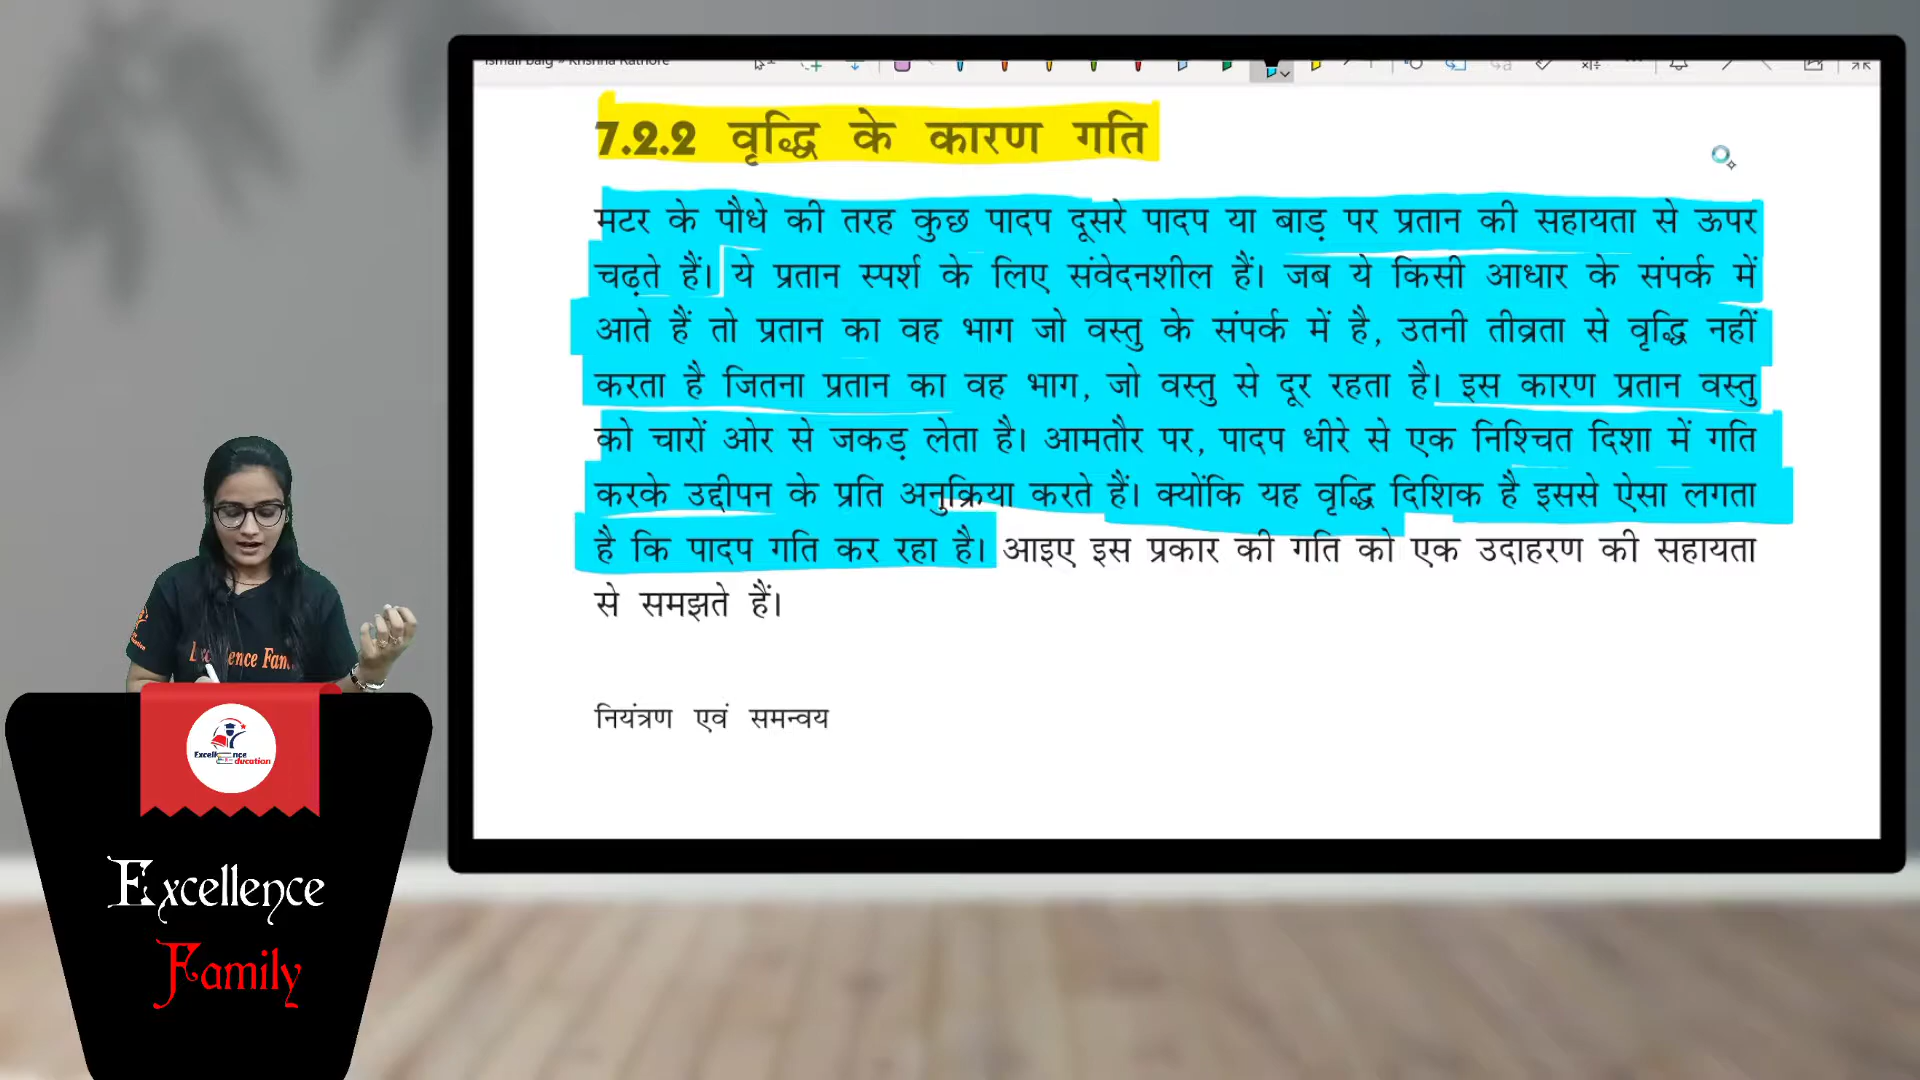 Ismail Baig » Krishna Rathore
7.2.2 वृद्धि के कारण गति
मटर के पौधे की तरह कुछ पादप दूसरे पादप या बाड़ पर प्रतान की सहायता से ऊपर
चढ़ते हैं। ये प्रतान स्पर्श के लिए संवेदनशील हैं। जब ये किसी आधार के संपर्क में
आते हैं तो प्रतान का वह भाग जो वस्तु के संपर्क में है, उतनी तीव्रता से वृद्धि नहीं
करता है जितना प्रतान का वह भाग, जो वस्तु से दूर रहता है। इस कारण प्रतान वस्तु
को चारों ओर से जकड़ लेता है। आमतौर पर, पादप धीरे से एक निश्चित दिशा में गति
करके उद्दीपन के प्रति अनुक्रिया करते हैं। क्योंकि यह वृद्धि दिशिक है इससे ऐसा लगता
है कि पादप गति कर रहा है। आइए इस प्रकार की गति को एक उदाहरण की सहायता
से समझते हैं।
नियंत्रण एवं समन्वय
Excellence
Family